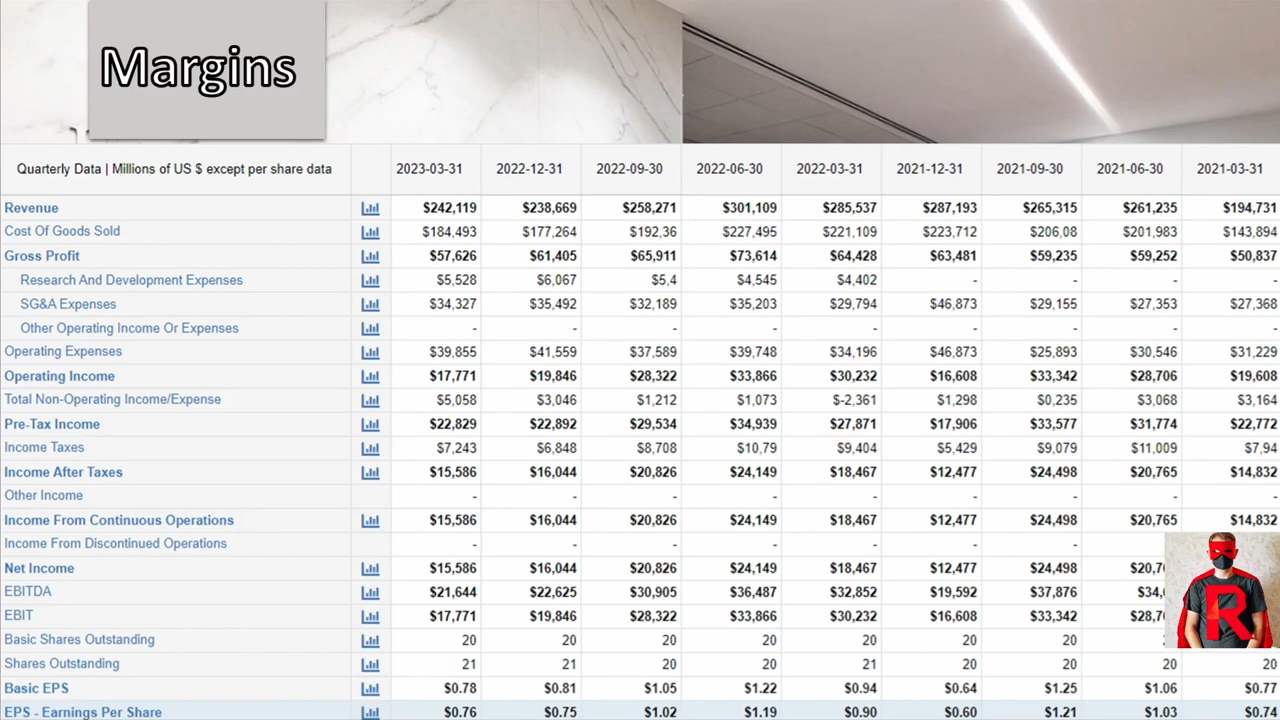 Margins
Quarterly Data | Millions of US $ except per share data 2023-03-31 2022-12-31 2022-09-30 2022-06-30 2022-03-31 2021-12-31 2021-09-30 2021-06-30 2021-03-31
Revenue $242,119 $238,669 $258,271 $301,109 $285,537 $287,193 $265,315 $261,235 $194,731
Cost Of Goods Sold $184,493 $177,264 $192,36 $227,495 $221,109 $223,712 $206,08 $201,983 $143,894
Gross Profit $57,626 $61,405 $65,911 $73,614 $64,428 $63,481 $59,235 $59,252 $50,837
Research And Development Expenses $5,528 $6,067 $5,4 $4,545 $4,402 - - - -
SG&A Expenses $34,327 $35,492 $32,189 $35,203 $29,794 $46,873 $29,155 $27,353 $27,368
Other Operating Income Or Expenses - - - - - - - - -
Operating Expenses $39,855 $41,559 $37,589 $39,748 $34,196 $46,873 $25,893 $30,546 $31,229
Operating Income $17,771 $19,846 $28,322 $33,866 $30,232 $16,608 $33,342 $28,706 $19,608
Total Non-Operating Income/Expense $5,058 $3,046 $1,212 $1,073 $-2,361 $1,298 $0,235 $3,068 $3,164
Pre-Tax Income $22,829 $22,892 $29,534 $34,939 $27,871 $17,906 $33,577 $31,774 $22,772
Income Taxes $7,243 $6,848 $8,708 $10,79 $9,404 $5,429 $9,079 $11,009 $7,94
Income After Taxes $15,586 $16,044 $20,826 $24,149 $18,467 $12,477 $24,498 $20,765 $14,832
Other Income - - - - - - - - -
Income From Continuous Operations $15,586 $16,044 $20,826 $24,149 $18,467 $12,477 $24,498 $20,765 $14,832
Income From Discontinued Operations - - - - - - -
Net Income $15,586 $16,044 $20,826 $24,149 $18,467 $12,477 $24,498 $20,7
EBITDA $21,644 $22,625 $30,905 $36,487 $32,852 $19,592 $37,876 $34,
EBIT $17,771 $19,846 $28,322 $33,866 $30,232 $16,608 $33,342 $28,7
R
Basic Shares Outstanding 20 20 20 20 20 20 20
Shares Outstanding 21 21 20 20 21 20 20 20 20
Basic EPS $0.78 $0.81 $1.05 $1.22 $0.94 $0.64 $1.25 $1.06 $0.77
EPS - Earnings Per Share $0.76 $0.75 $1.02 $1.19 $0.90 $0.60 $1.21 $1.03 $0.74